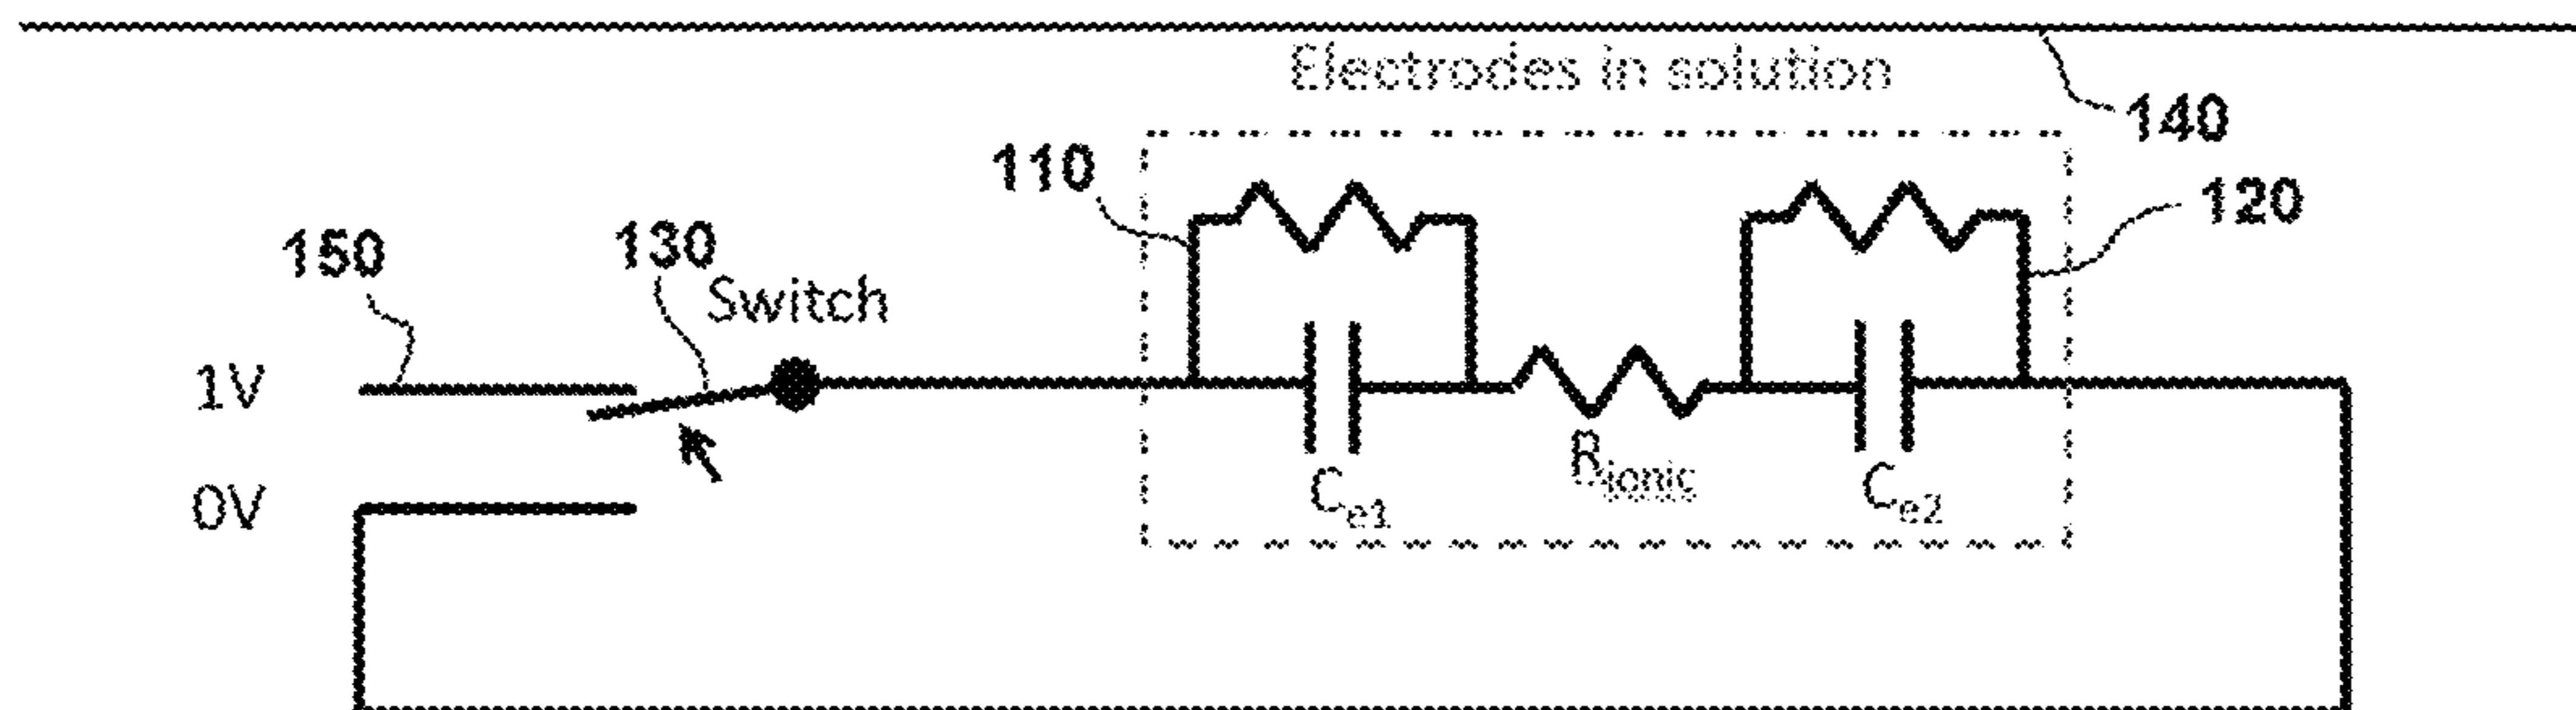 Electrodes in solution
140
110
120
150
130
Switch
1V
0V
Rionic
Ce1
Ce2